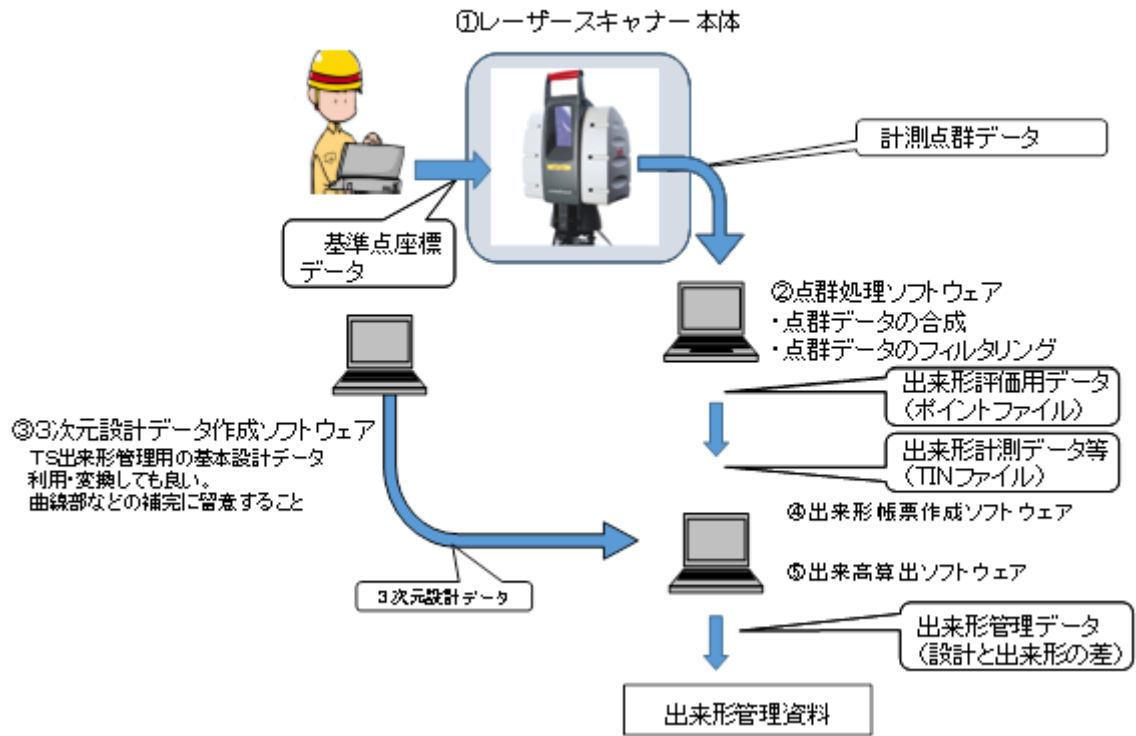 ①レーザースキャナー本体
計測点群データ
基準点座標
データ
②点群処理ソフトウェア
・点群データの合成
・点群データのフィルタリング
出来形評価用データ
(ポイントファイル)
③3次元設計データ作成ソフトウェア
TS出来形管理用の基本設計データ
利用・変換しても良い。
曲線部などの補完に留意すること
出来形計測データ等
(TINファイル)
④出来形帳票作成ソフトウェア
⑤出来高算出ソフトウェア
3次元設計データ
出来形管理データ
(設計と出来形の差)
出来形管理資料